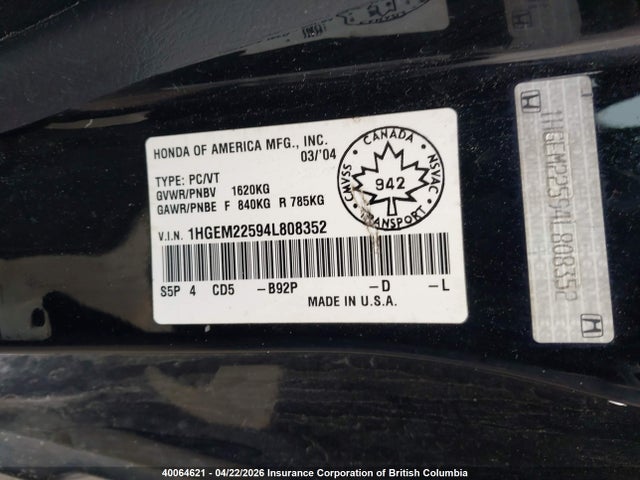 HONDA OF AMERICA MFG., INC.
03/'04
TYPE: PC/VT
GVWR/PNBV 1620KG
GAWR/PNBE F 840KG R 785KG
V.I.N. 1HGEM22594L808352
S5P 4 CD5 -B92P -D -L
MADE IN U.S.A.
CANADA
CMVSS
942
NSVAC
TRANSPORT
1HGEM22594L808352
40064621 - 04/22/2026 Insurance Corporation of British Columbia